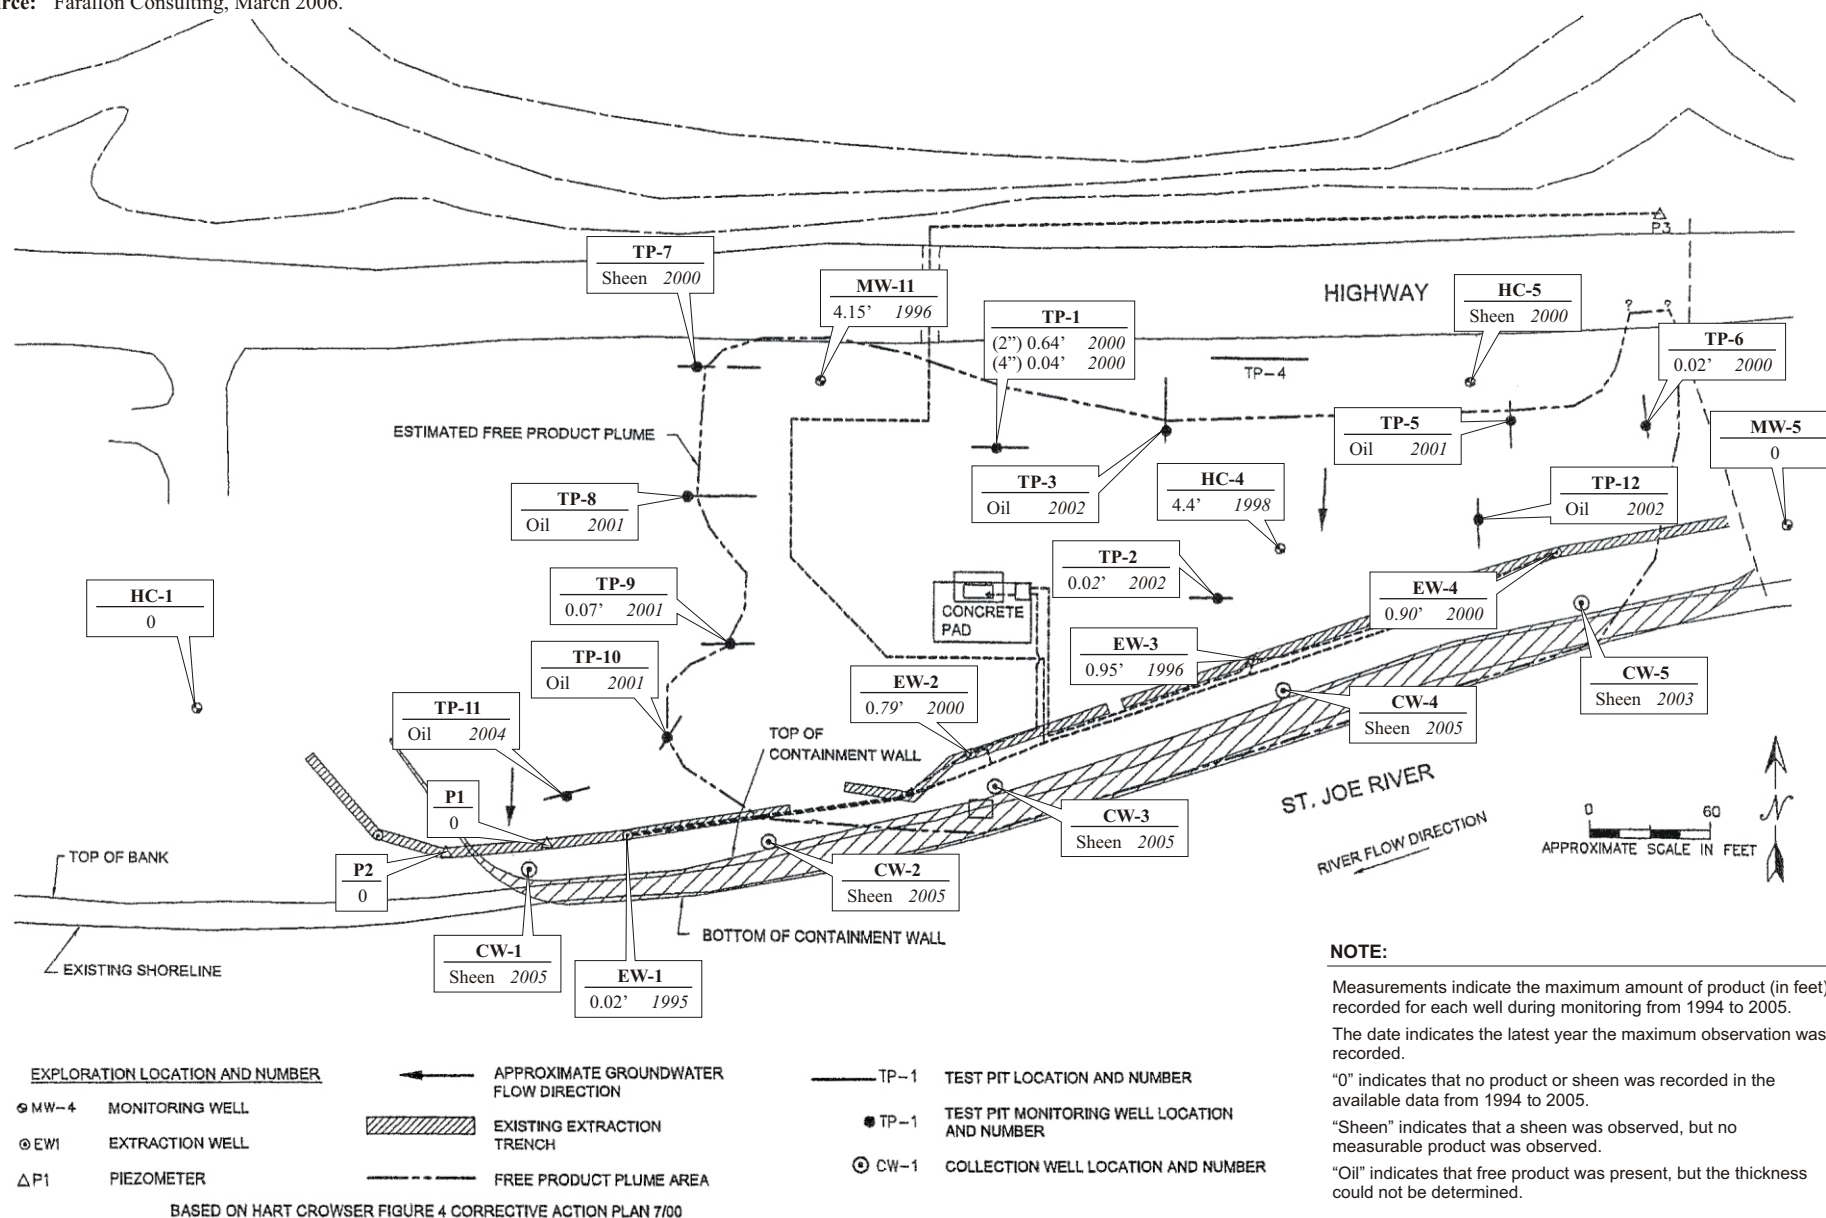 Farallon Consulting, March 2006.
P3
TP-7
Sheen 2000
MW-11
4.15’ 1996
TP-1
(2”) 0.64’ 2000
(4”) 0.04’ 2000
HIGHWAY
HC-5
Sheen 2000
? ?
TP-6
0.02’ 2000
TP-4
ESTIMATED FREE PRODUCT PLUME
TP-5
Oil 2001
MW-5
0
TP-3
Oil 2002
HC-4
4.4’ 1998
TP-12
Oil 2002
TP-8
Oil 2001
TP-2
0.02’ 2002
HC-1
0
TP-9
0.07’ 2001
CONCRETE
PAD
EW-4
0.90’ 2000
TP-10
Oil 2001
EW-3
0.95’ 1996
EW-2
0.79’ 2000
CW-5
Sheen 2003
TP-11
Oil 2004
CW-4
Sheen 2005
TOP OF
CONTAINMENT WALL
P1
0
ST. JOE RIVER
CW-3
Sheen 2005
RIVER FLOW DIRECTION
0 60
APPROXIMATE SCALE IN FEET
N
TOP OF BANK
P2
0
CW-2
Sheen 2005
BOTTOM OF CONTAINMENT WALL
CW-1
Sheen 2005
EXISTING SHORELINE
EW-1
0.02’ 1995
NOTE:
Measurements indicate the maximum amount of product (in feet)
recorded for each well during monitoring from 1994 to 2005.
The date indicates the latest year the maximum observation was
recorded.
“0” indicates that no product or sheen was recorded in the
available data from 1994 to 2005.
“Sheen” indicates that a sheen was observed, but no
measurable product was observed.
“Oil” indicates that free product was present, but the thickness
could not be determined.
EXPLORATION LOCATION AND NUMBER
MW-4 MONITORING WELL
EW1 EXTRACTION WELL
P1 PIEZOMETER
APPROXIMATE GROUNDWATER
FLOW DIRECTION
EXISTING EXTRACTION
TRENCH
FREE PRODUCT PLUME AREA
TP-1 TEST PIT LOCATION AND NUMBER
TP-1 TEST PIT MONITORING WELL LOCATION
AND NUMBER
CW-1 COLLECTION WELL LOCATION AND NUMBER
BASED ON HART CROWSER FIGURE 4 CORRECTIVE ACTION PLAN 7/00